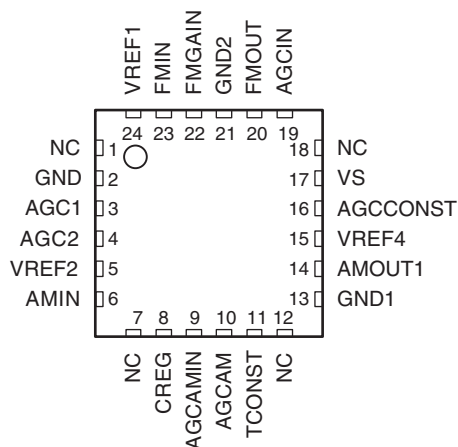 VREF1
FMIN
FMGAIN
GND2
FMOUT
AGCIN
24 23 22 21 20 19
NC 1 18 NC
GND 2 17 VS
AGC1 3 16 AGCCONST
AGC2 4 15 VREF4
VREF2 5 14 AMOUT1
AMIN 6 13 GND1
7 8 9 10 11 12
NC
CREG
AGCAMIN
AGCAM
TCONST
NC